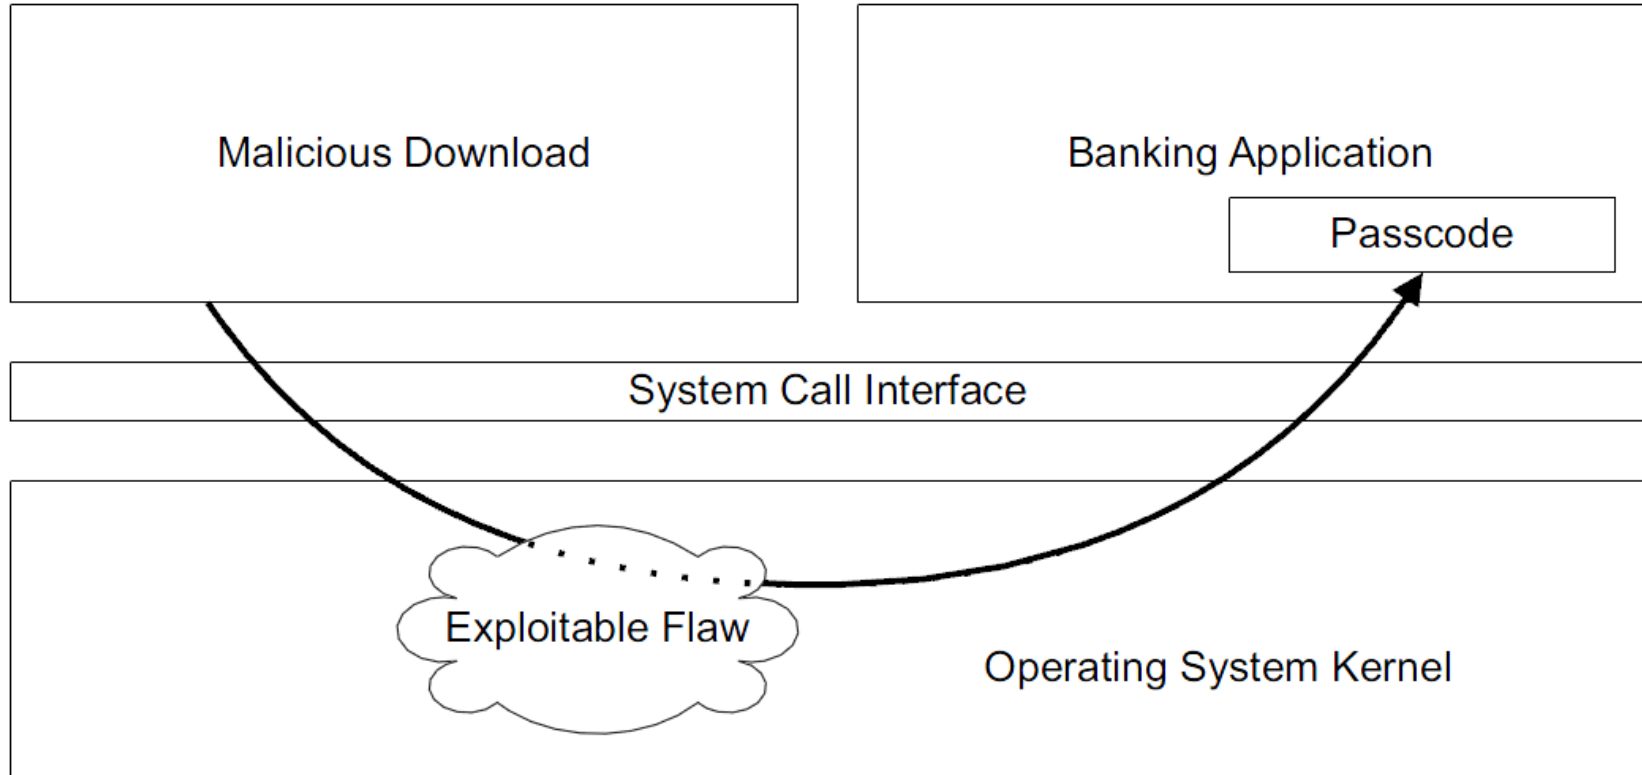 Malicious Download
Banking Application
Passcode
System Call Interface
Exploitable Flaw
Operating System Kernel